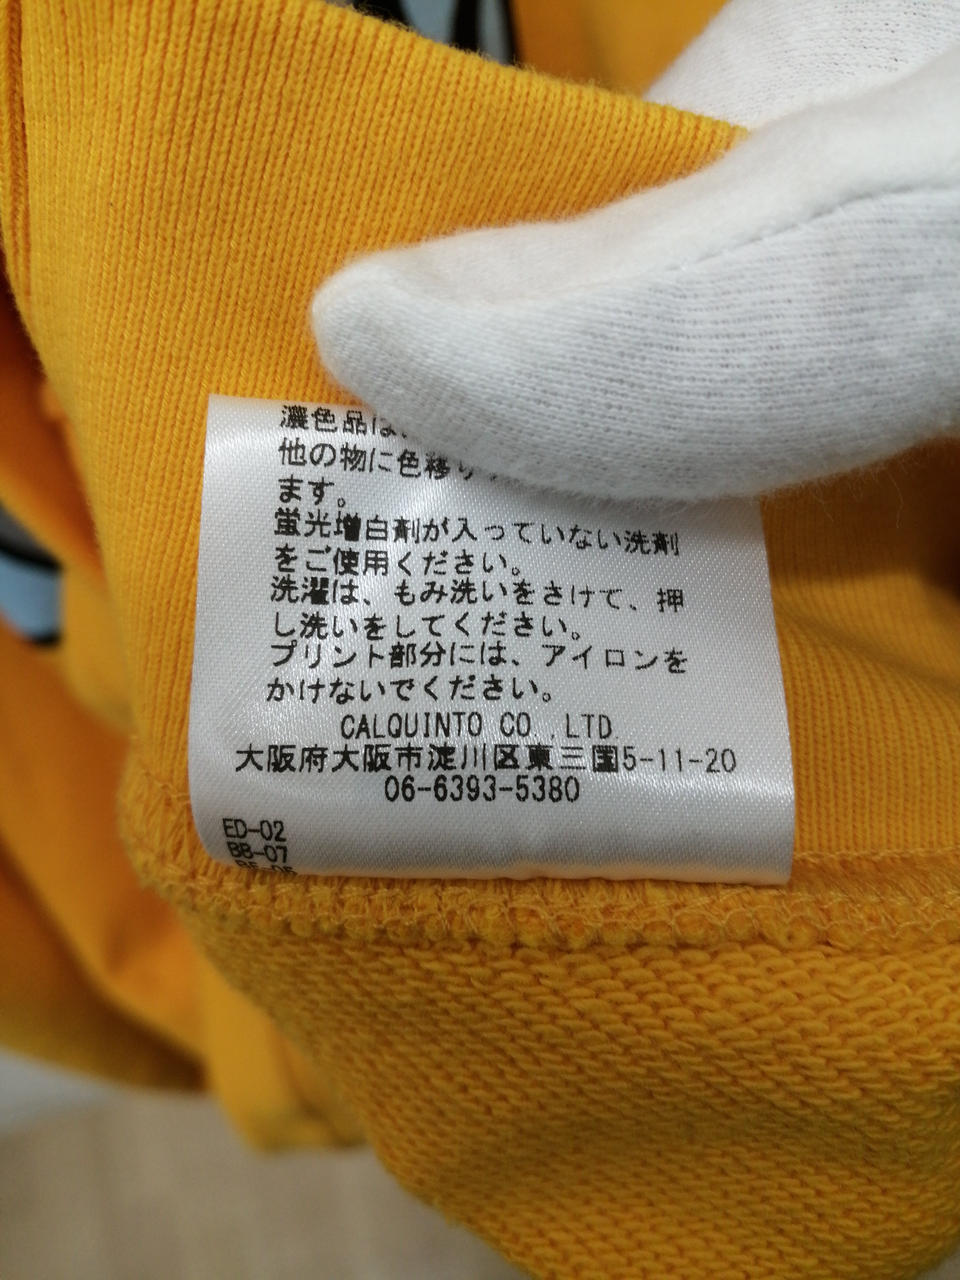 濃色品は、
他の物に色移り
ます。
蛍光増白剤が入っていない洗剤
をご使用ください。
洗濯は、もみ洗いをさけて、押
し洗いをしてください。
プリント部分には、アイロンを
かけないでください。
CALQUINTO CO.,LTD.
大阪府大阪市淀川区東三国5-11-20
06-6393-5380
ED-02
BB-07